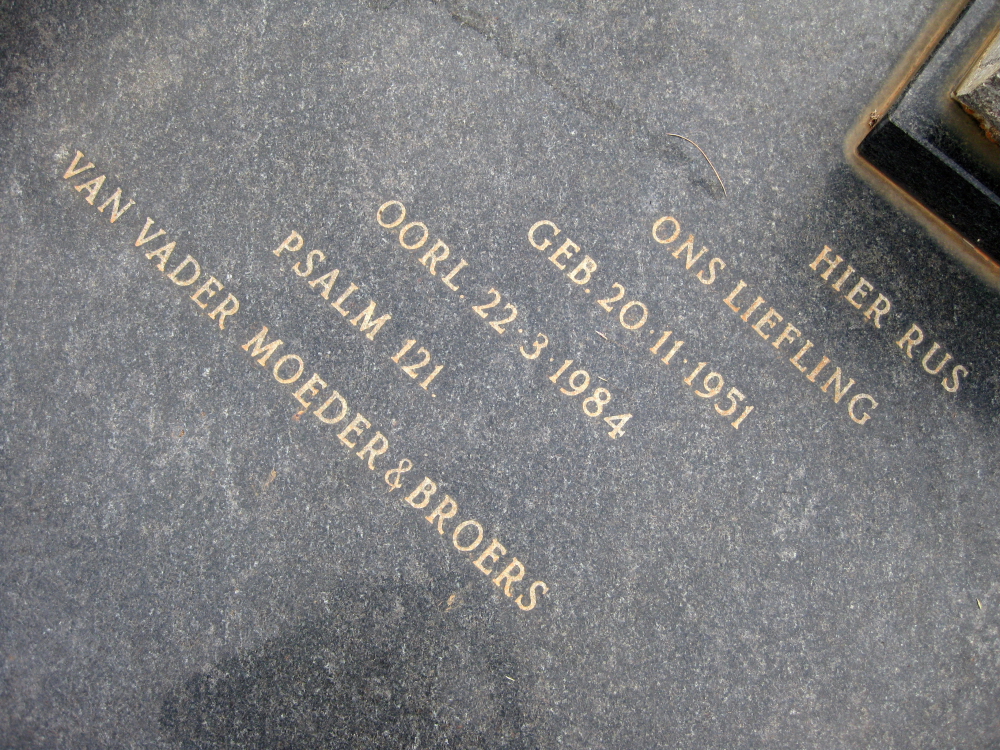 HIER RUS
ONS LIEFLING
GEB. 20·11·1951
OORL. 22·3·1984
PSALM 121.
VAN VADER MOEDER & BROERS